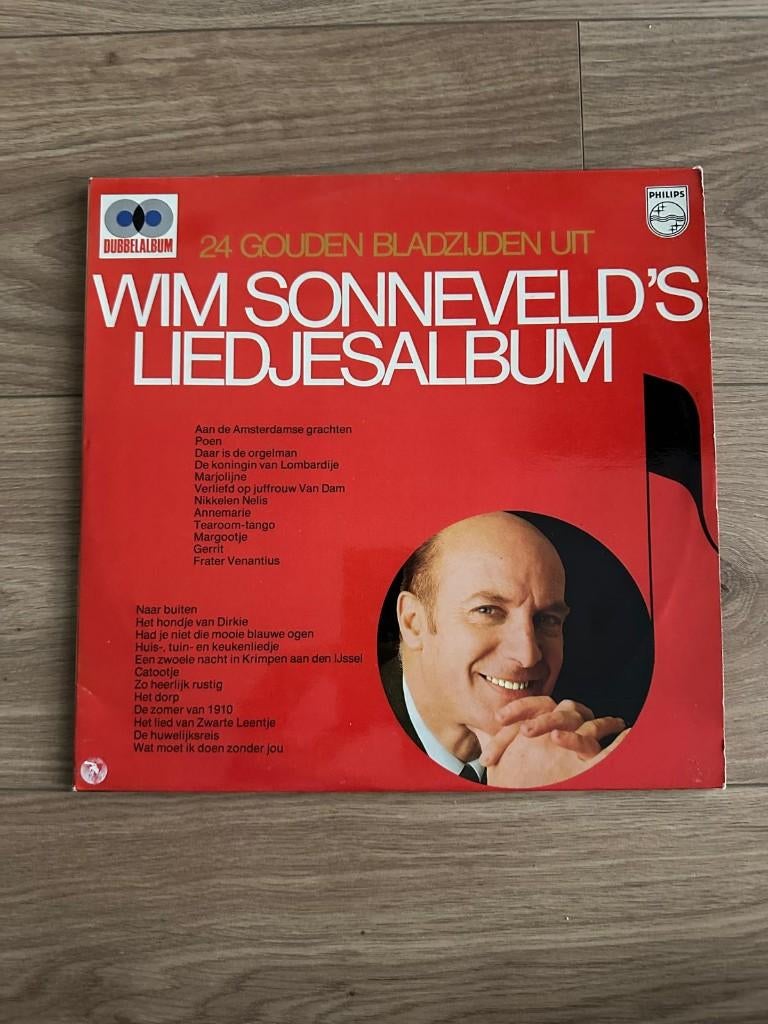 DUBBELALBUM
PHILIPS
24 GOUDEN BLADZIJDEN UIT
WIM SONNEVELD'S
LIEDJESALBUM
Aan de Amsterdamse grachten
Poen
Daar is de orgelman
De koningin van Lombardije
Marjolijne
Verliefd op juffrouw Van Dam
Nikkelen Nelis
Annemarie
Tearoom-tango
Margootje
Gerrit
Frater Venantius
Naar buiten
Het hondje van Dirkie
Had je niet die mooie blauwe ogen
Huis-, tuin- en keukenliedje
Een zwoele nacht in Krimpen aan den IJssel
Catootje
Zo heerlijk rustig
Het dorp
De zomer van 1910
Het lied van Zwarte Leentje
De huwelijksreis
Wat moet ik doen zonder jou